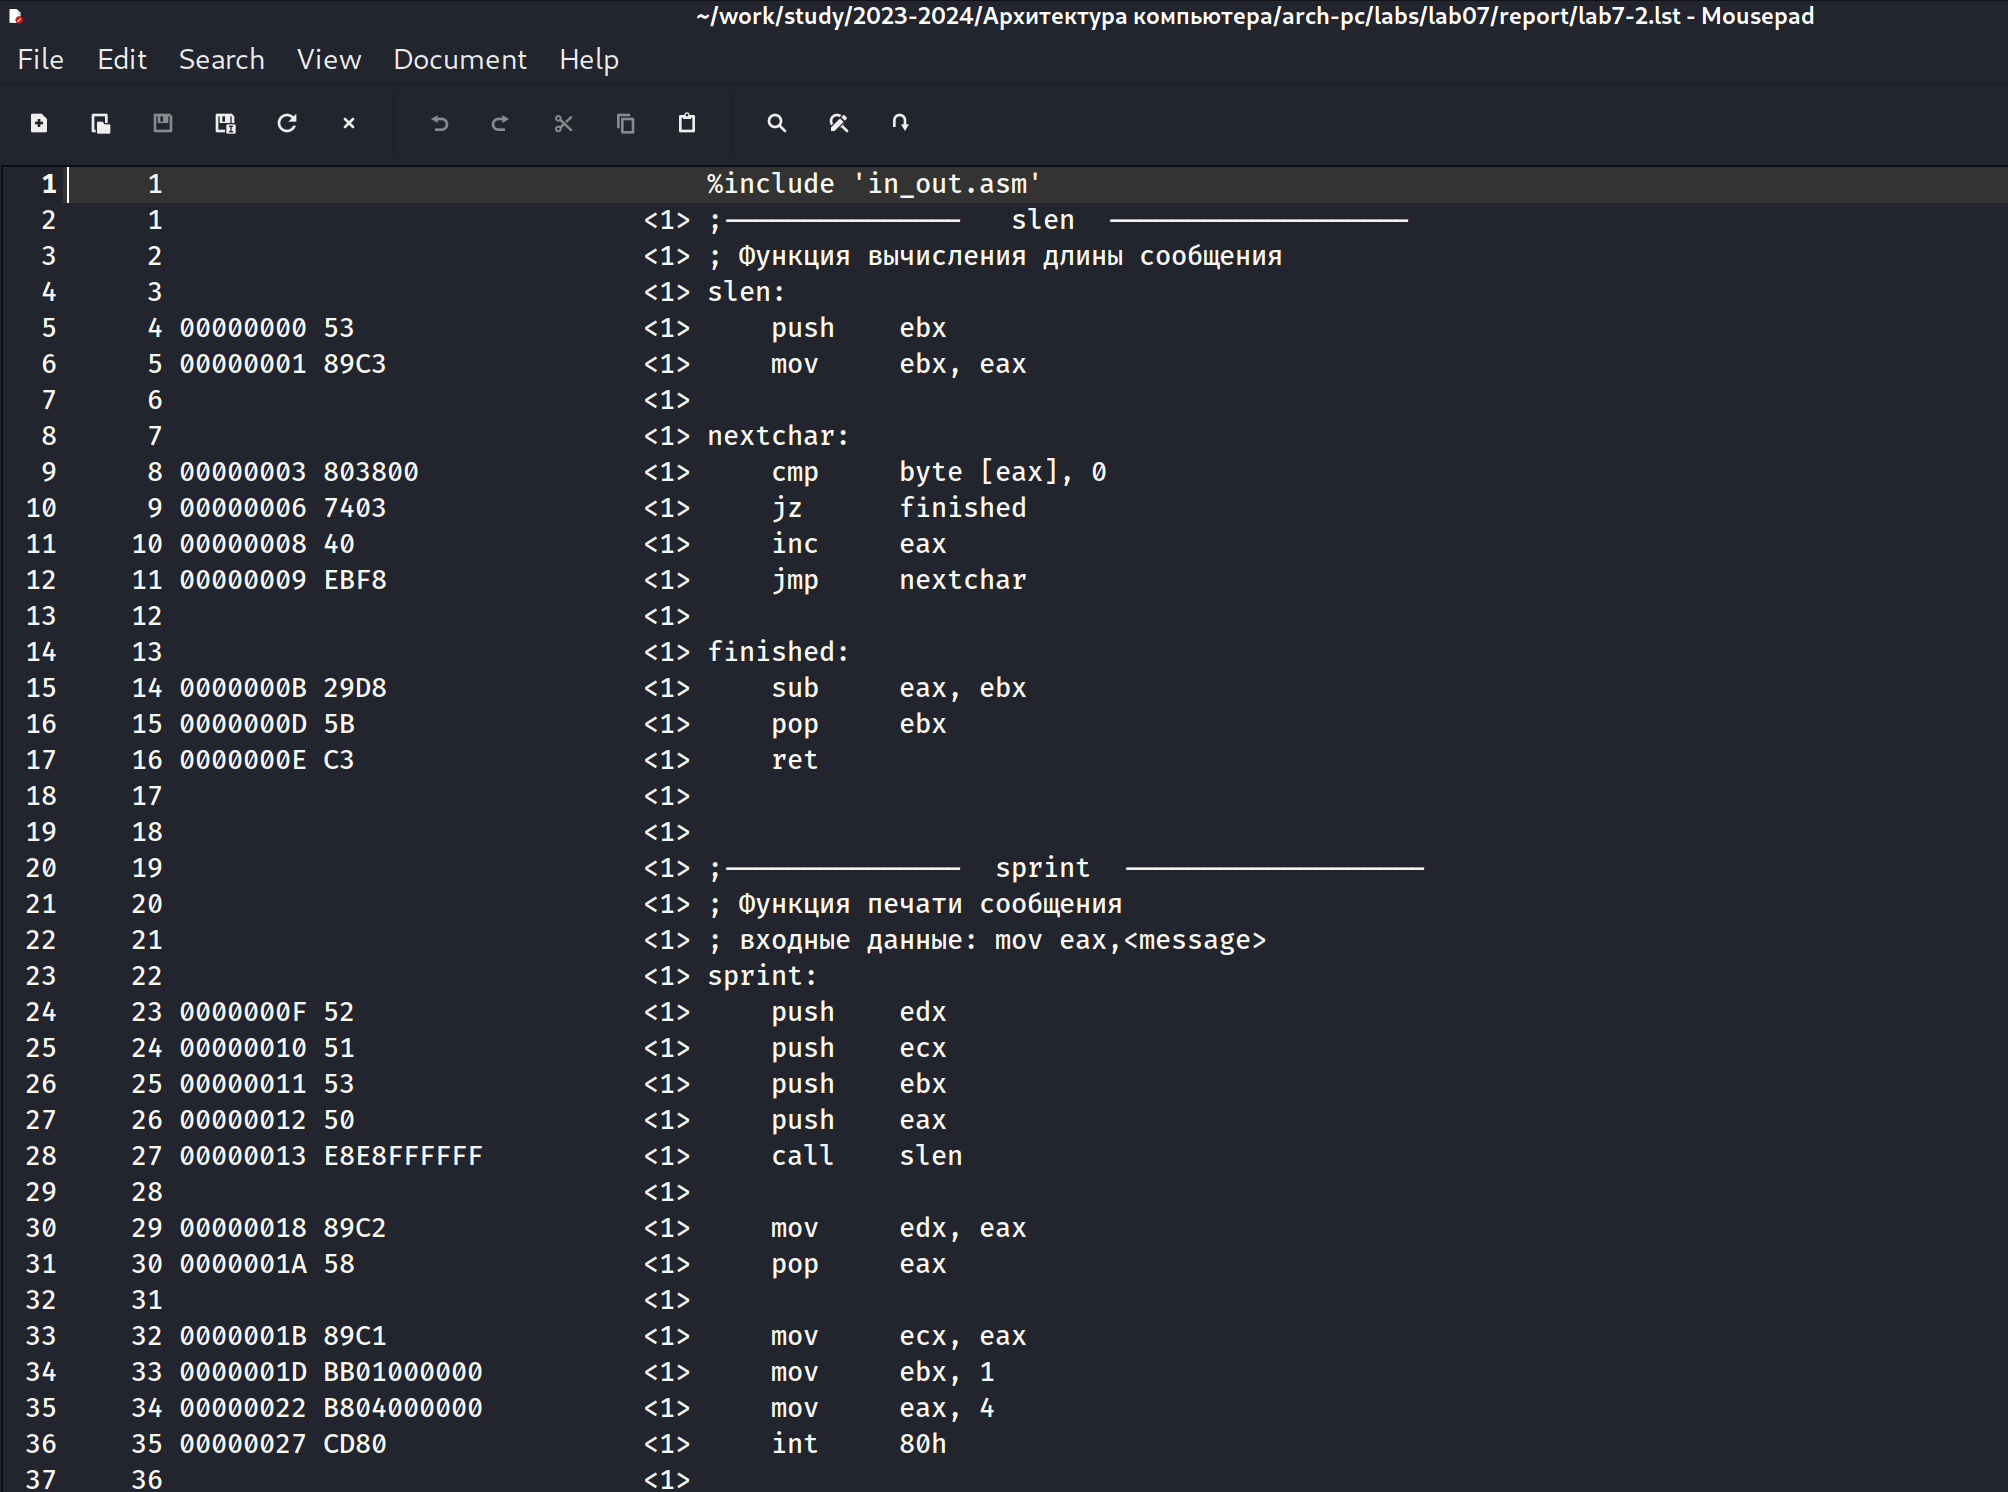 ~/work/study/2023-2024/Архитектура компьютера/arch-pc/labs/lab07/report/lab7-2.lst - Mousepad
File Edit Search View Document Help
1 1 %include 'in_out.asm'
2 1 <1> ;--------------- slen -------------------
3 2 <1> ; Функция вычисления длины сообщения
4 3 <1> slen:
5 4 00000000 53 <1> push ebx
6 5 00000001 89C3 <1> mov ebx, eax
7 6 <1>
8 7 <1> nextchar:
9 8 00000003 803800 <1> cmp byte [eax], 0
10 9 00000006 7403 <1> jz finished
11 10 00000008 40 <1> inc eax
12 11 00000009 EBF8 <1> jmp nextchar
13 12 <1>
14 13 <1> finished:
15 14 0000000B 29D8 <1> sub eax, ebx
16 15 0000000D 5B <1> pop ebx
17 16 0000000E C3 <1> ret
18 17 <1>
19 18 <1>
20 19 <1> ;--------------- sprint -------------------
21 20 <1> ; Функция печати сообщения
22 21 <1> ; входные данные: mov eax,<message>
23 22 <1> sprint:
24 23 0000000F 52 <1> push edx
25 24 00000010 51 <1> push ecx
26 25 00000011 53 <1> push ebx
27 26 00000012 50 <1> push eax
28 27 00000013 E8E8FFFFFF <1> call slen
29 28 <1>
30 29 00000018 89C2 <1> mov edx, eax
31 30 0000001A 58 <1> pop eax
32 31 <1>
33 32 0000001B 89C1 <1> mov ecx, eax
34 33 0000001D BB01000000 <1> mov ebx, 1
35 34 00000022 B804000000 <1> mov eax, 4
36 35 00000027 CD80 <1> int 80h
37 36 <1>